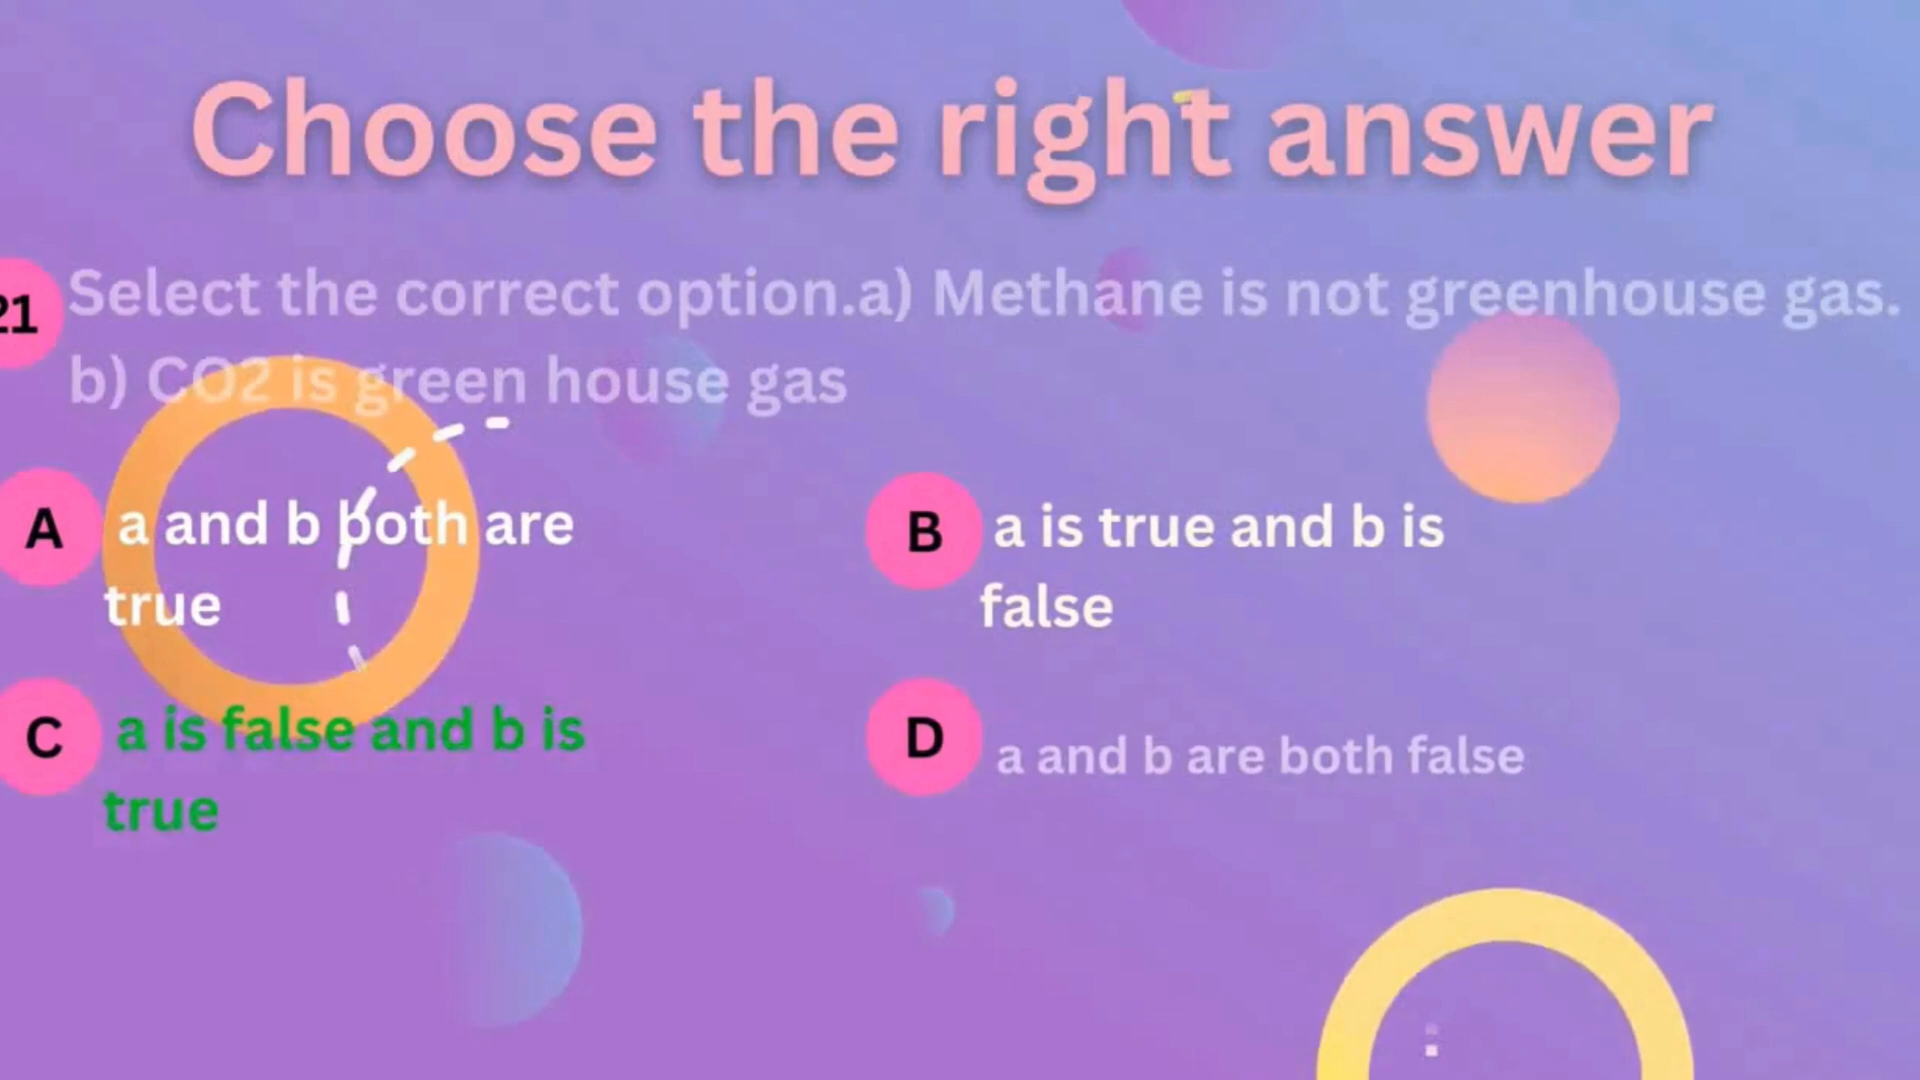 Choose the right answer
21 Select the correct option.a) Methane is not greenhouse gas.
b) CO2 is green house gas
A a and b both are
true
B a is true and b is
false
C a is false and b is
true
D a and b are both false